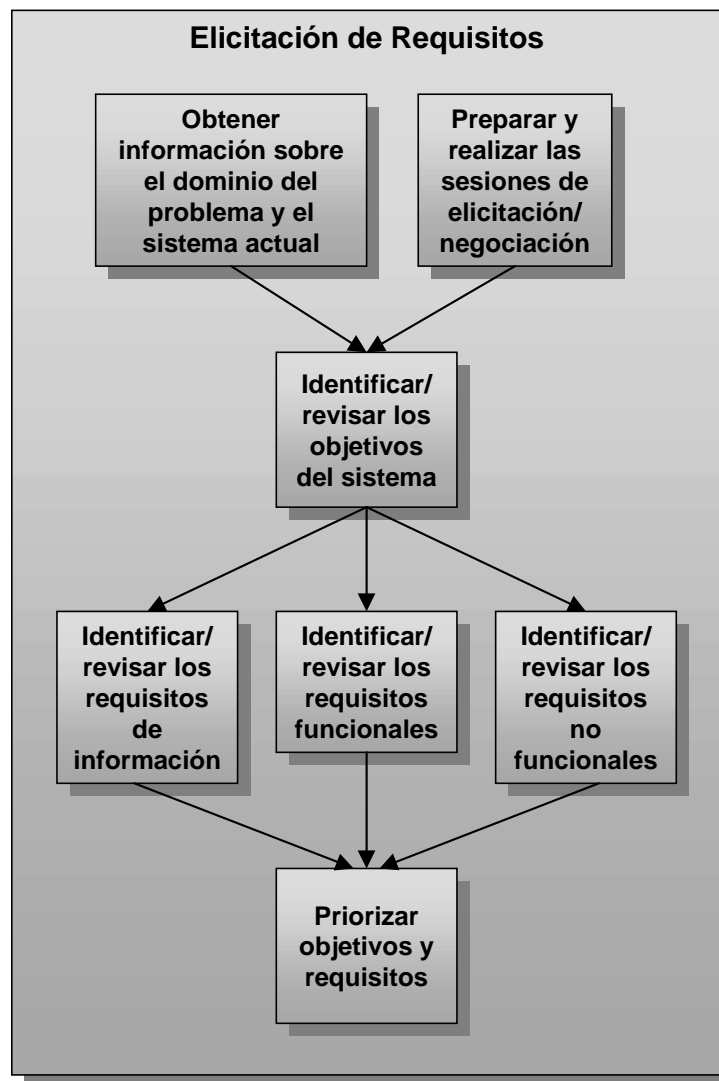 Elicitación de Requisitos
Obtener
información sobre
el dominio del
problema y el
sistema actual
Preparar y
realizar las
sesiones de
elicitación/
negociación
Identificar/
revisar los
objetivos
del sistema
Identificar/
revisar los
requisitos
de
información
Identificar/
revisar los
requisitos
funcionales
Identificar/
revisar los
requisitos
no
funcionales
Priorizar
objetivos y
requisitos